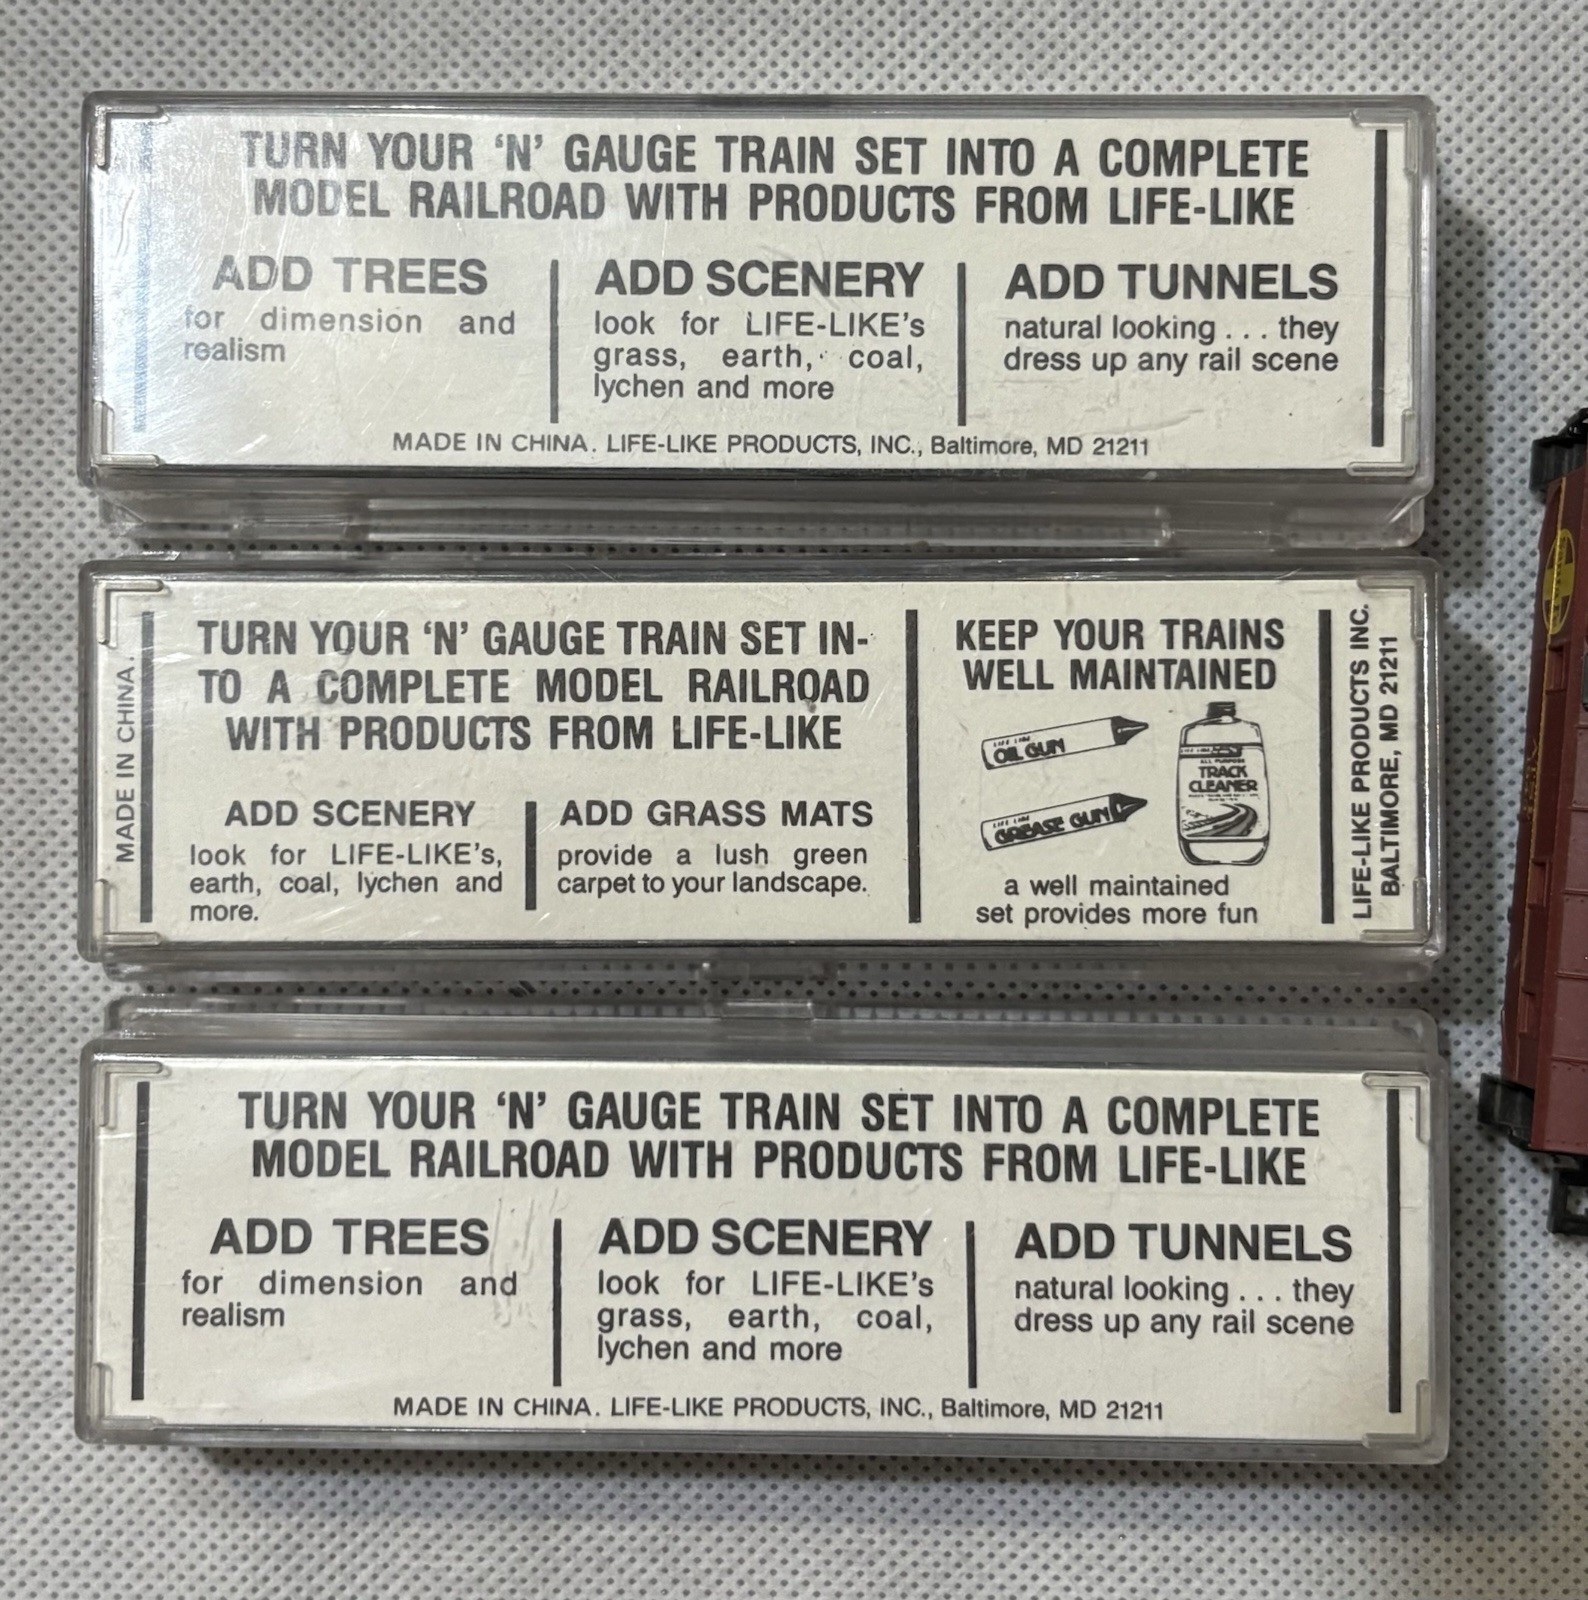 TURN YOUR 'N' GAUGE TRAIN SET INTO A COMPLETE
MODEL RAILROAD WITH PRODUCTS FROM LIFE-LIKE
ADD TREES
for dimension and
realism
ADD SCENERY
look for LIFE-LIKE's
grass, earth, coal,
lychen and more
ADD TUNNELS
natural looking . . . they
dress up any rail scene
MADE IN CHINA. LIFE-LIKE PRODUCTS, INC., Baltimore, MD 21211
MADE IN CHINA.
TURN YOUR 'N' GAUGE TRAIN SET IN-
TO A COMPLETE MODEL RAILROAD
WITH PRODUCTS FROM LIFE-LIKE
ADD SCENERY
look for LIFE-LIKE's,
earth, coal, lychen and
more.
ADD GRASS MATS
provide a lush green
carpet to your landscape.
KEEP YOUR TRAINS
WELL MAINTAINED
LIFE LIKE
OIL GUN
LIFE LIKE
GREASE GUN
ALL PURPOSE
TRACK
CLEANER
a well maintained
set provides more fun
LIFE-LIKE PRODUCTS INC.
BALTIMORE, MD 21211
TURN YOUR 'N' GAUGE TRAIN SET INTO A COMPLETE
MODEL RAILROAD WITH PRODUCTS FROM LIFE-LIKE
ADD TREES
for dimension and
realism
ADD SCENERY
look for LIFE-LIKE's
grass, earth, coal,
lychen and more
ADD TUNNELS
natural looking . . . they
dress up any rail scene
MADE IN CHINA. LIFE-LIKE PRODUCTS, INC., Baltimore, MD 21211